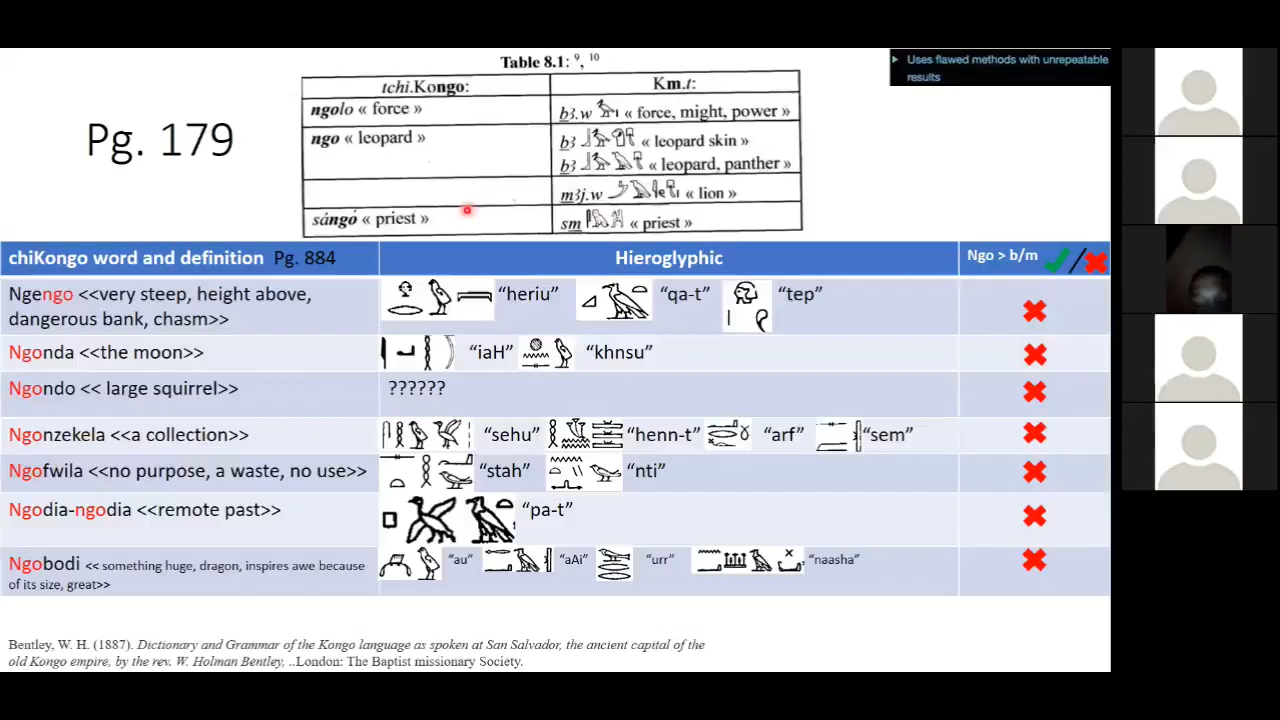 Table 8.1: 9, 10
Uses flawed methods with unrepeatable
results
Pg. 179
tchi.Kongo: Km.t:
ngolo « force » bꜣ.w « force, might, power »
ngo « leopard » bꜣ « leopard skin »
bꜣ « leopard, panther »
mꜣj.w « lion »
sángó « priest » sm « priest »
chiKongo word and definition Pg. 884 Hieroglyphic Ngo > b/m ✓/✖
Ngengo <<very steep, height above,
dangerous bank, chasm>> "heriu" "qa-t" "tep" ✖
Ngonda <<the moon>> "iaH" "khnsu" ✖
Ngondo << large squirrel>> ?????? ✖
Ngonzekela <<a collection>> "sehu" "henn-t" "arf" "sem" ✖
Ngofwila <<no purpose, a waste, no use>> "stah" "nti" ✖
Ngodia-ngodia <<remote past>> "pa-t" ✖
Ngobodi << something huge, dragon, inspires awe because
of its size, great>> "au" "aAi" "urr" "naasha" ✖
Bentley, W. H. (1887). Dictionary and Grammar of the Kongo language as spoken at San Salvador, the ancient capital of the
old Kongo empire, by the rev. W. Holman Bentley, ..London: The Baptist missionary Society.